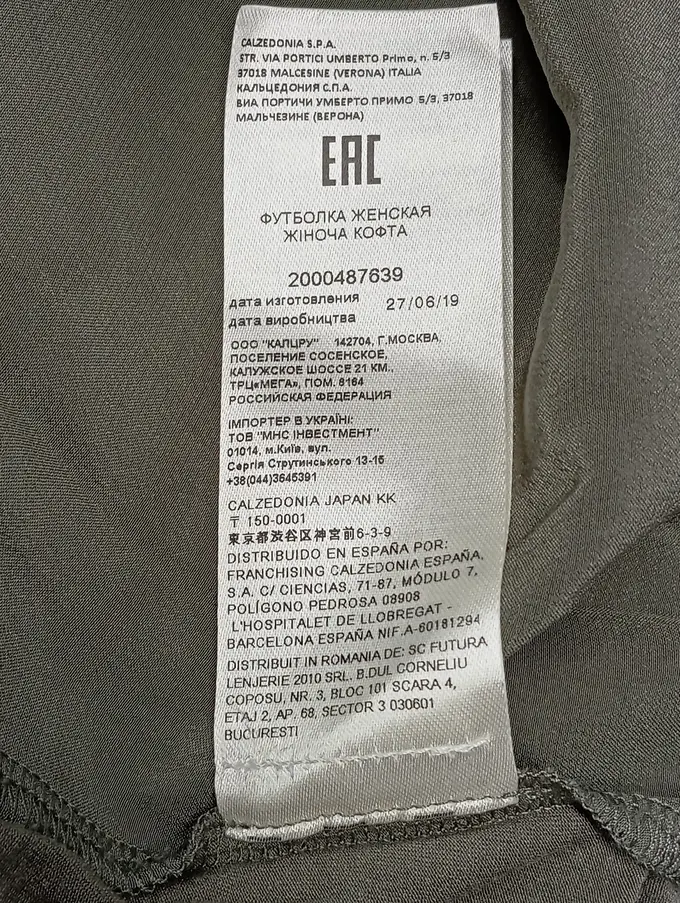 CALZEDONIA S.P.A.
STR. VIA PORTICI UMBERTO Primo, n. 5/3
37018 MALCESINE (VERONA) ITALIA
КАЛЬЦЕДОНИЯ С.П.А.
ВИА ПОРТИЧИ УМБЕРТО ПРИМО 5/3, 37018
МАЛЬЧЕЗИНЕ (ВЕРОНА)
EAC
ФУТБОЛКА ЖЕНСКАЯ
ЖІНОЧА КОФТА
2000487639
дата изготовления 27/06/19
дата виробництва
ООО "КАЛЦРУ" 142704, Г.МОСКВА,
ПОСЕЛЕНИЕ СОСЕНСКОЕ,
КАЛУЖСКОЕ ШОССЕ 21 КМ.,
ТРЦ«МЕГА», ПОМ. 6164
РОССИЙСКАЯ ФЕДЕРАЦИЯ
ІМПОРТЕР В УКРАЇНІ:
ТОВ "МНС ІНВЕСТМЕНТ"
01014, м.Київ, вул.
Сергія Струтинського 13-15
+38(044)3645391
CALZEDONIA JAPAN KK
〒 150-0001
東京都渋谷区神宮前6-3-9
DISTRIBUIDO EN ESPAÑA POR:
FRANCHISING CALZEDONIA ESPAÑA,
S.A. C/ CIENCIAS, 71-87, MÓDULO 7,
POLÍGONO PEDROSA 08908
L'HOSPITALET DE LLOBREGAT -
BARCELONA ESPAÑA NIF.A-60181294
DISTRIBUIT IN ROMANIA DE: SC FUTURA
LENJERIE 2010 SRL. B.DUL CORNELIU
COPOSU, NR. 3, BLOC 101 SCARA 4,
ETAJ 2, AP. 68, SECTOR 3 030601
BUCURESTI